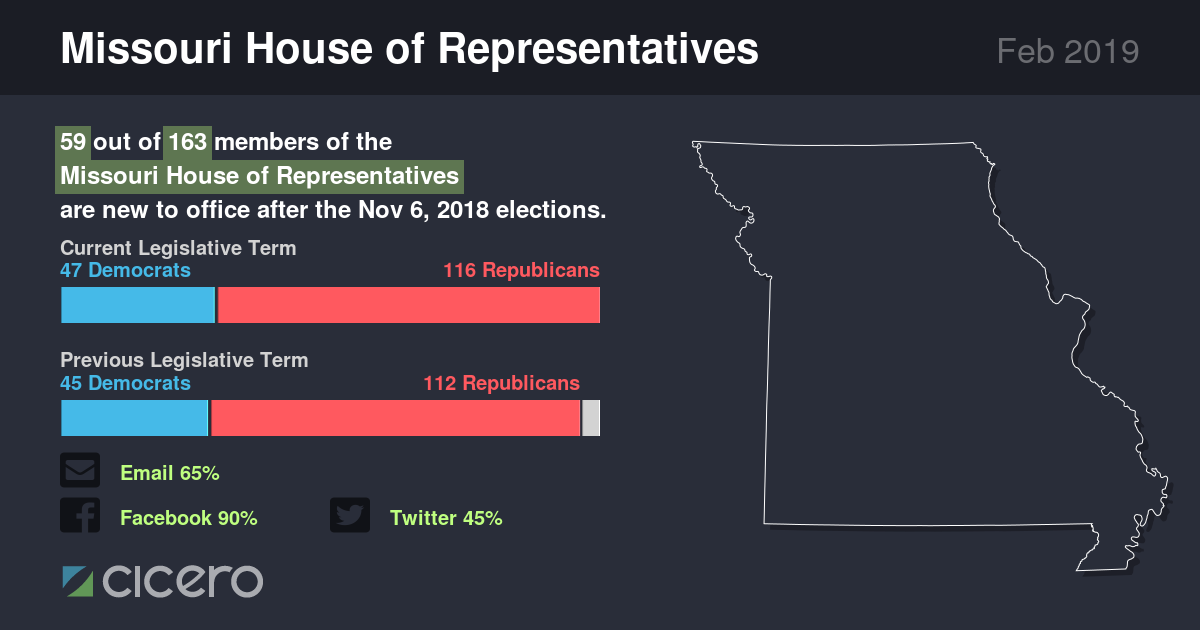 Missouri House of Representatives
Feb 2019
59 out of 163 members of the
Missouri House of Representatives
are new to office after the Nov 6, 2018 elections.
Current Legislative Term
47 Democrats
116 Republicans
Previous Legislative Term
45 Democrats
112 Republicans
Email 65%
Facebook 90%
Twitter 45%
cicero